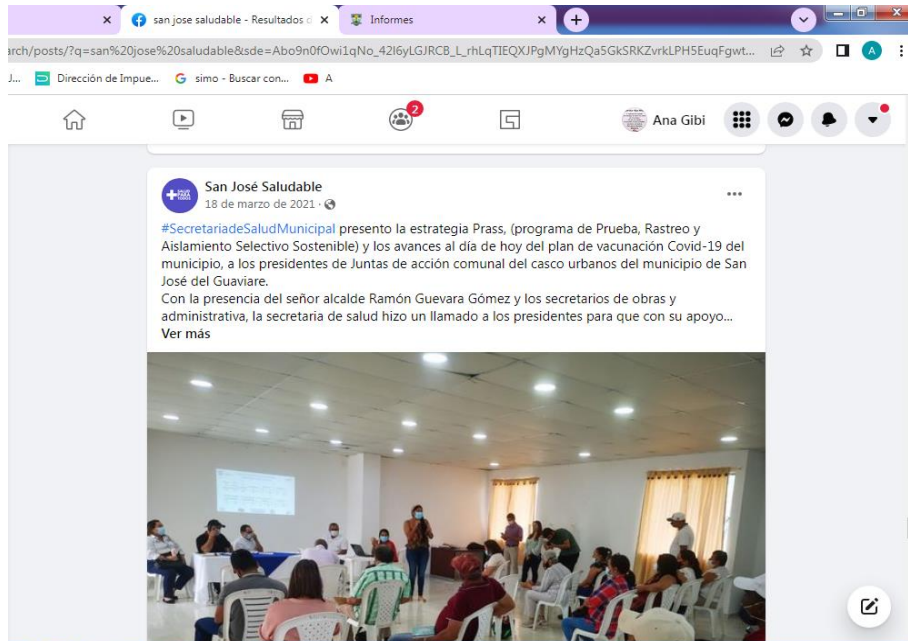 san jose saludable - Resultados d
Informes
arch/posts/?q=san%20jose%20saludable&sde=Abo9n0fOwi1qNo_42I6yLGJRCB_L_rhLqTIEQXJPgMYgHzQa5GkSRKZvrkLPH5EuqFgwt...
A
J...
Dirección de Impue...
simo - Buscar con...
A
2
Ana Gibi
San José Saludable
18 de marzo de 2021 ·
#SecretariadeSaludMunicipal presento la estrategia Prass, (programa de Prueba, Rastreo y
Aislamiento Selectivo Sostenible) y los avances al día de hoy del plan de vacunación Covid-19 del
municipio, a los presidentes de Juntas de acción comunal del casco urbanos del municipio de San
José del Guaviare.
Con la presencia del señor alcalde Ramón Guevara Gómez y los secretarios de obras y
administrativa, la secretaria de salud hizo un llamado a los presidentes para que con su apoyo...
Ver más